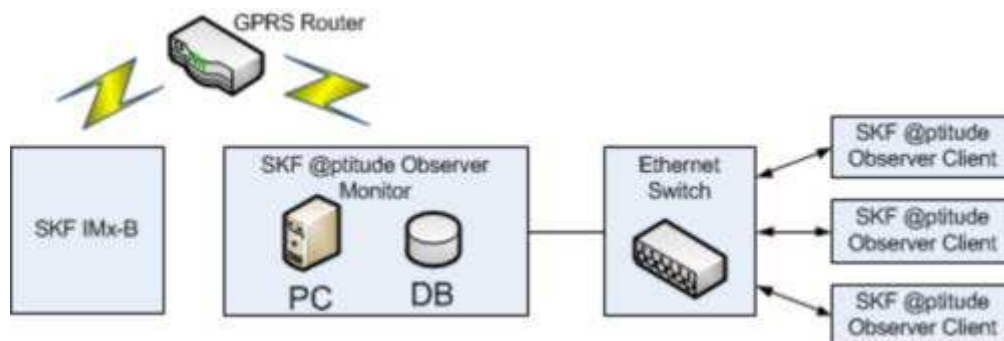 GPRS Router
SKF IMx-B
SKF @ptitude Observer
Monitor
PC
DB
Ethernet
Switch
SKF @ptitude
Observer Client
SKF @ptitude
Observer Client
SKF @ptitude
Observer Client